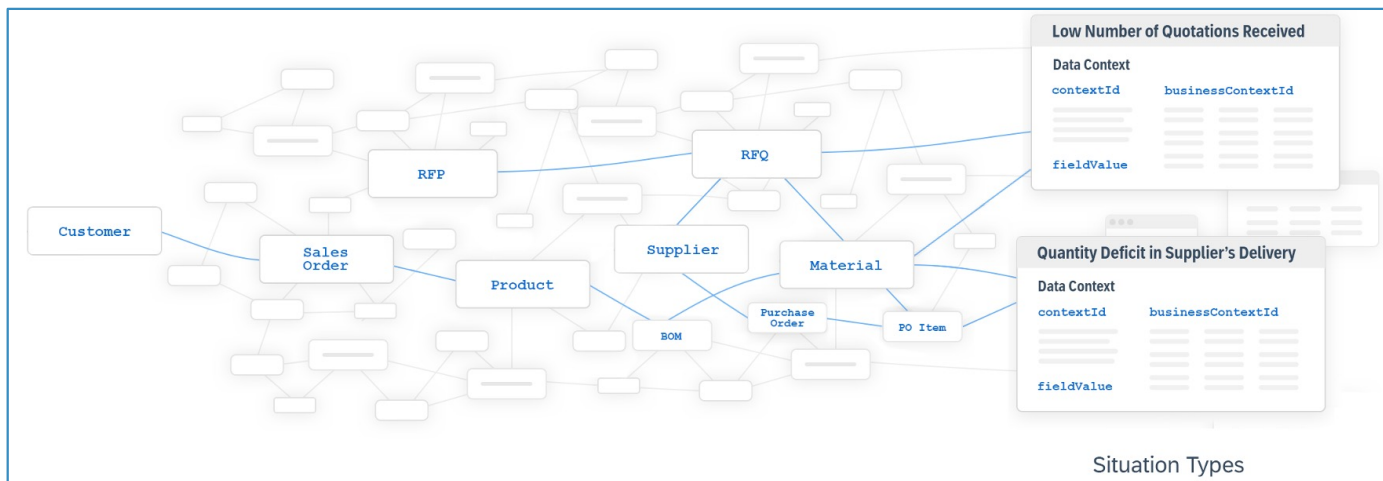 Low Number of Quotations Received
Data Context
contextId businessContextId
fieldValue
RFQ
RFP
Customer
Sales
Order
Supplier
Material
Product
Purchase
Order
PO Item
BOM
Quantity Deficit in Supplier’s Delivery
Data Context
contextId businessContextId
fieldValue
Situation Types